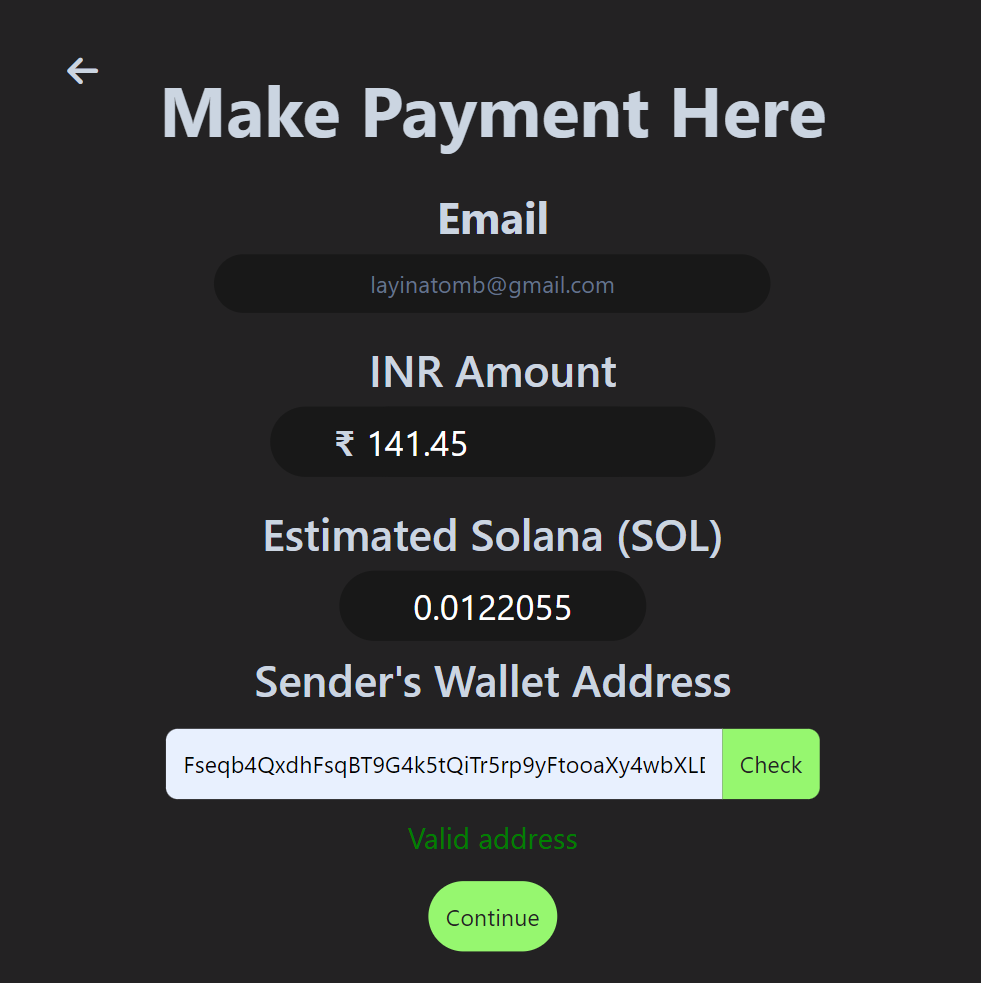 Make Payment Here
Email
layinatomb@gmail.com
INR Amount
₹ 141.45
Estimated Solana (SOL)
0.0122055
Sender's Wallet Address
Fseqb4QxdhFsqBT9G4k5tQiTr5rp9yFtooaXy4wbXL
Check
Valid address
Continue